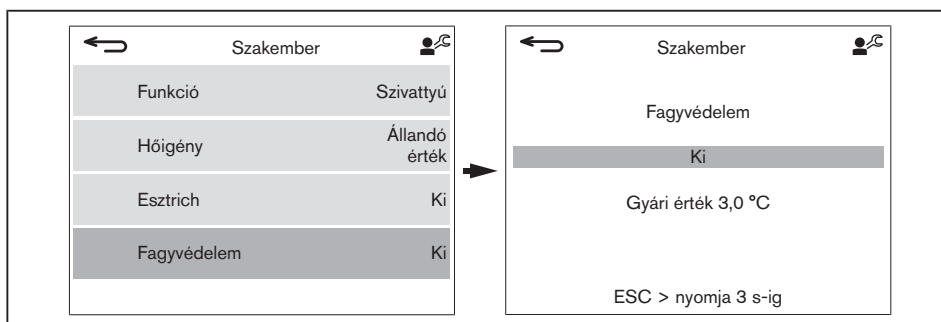 Szakember
Funkció Szivattyú
Hőigény Állandó
érték
Esztrich Ki
Fagyvédelem Ki
Szakember
Fagyvédelem
Ki
Gyári érték 3,0 °C
ESC > nyomja 3 s-ig